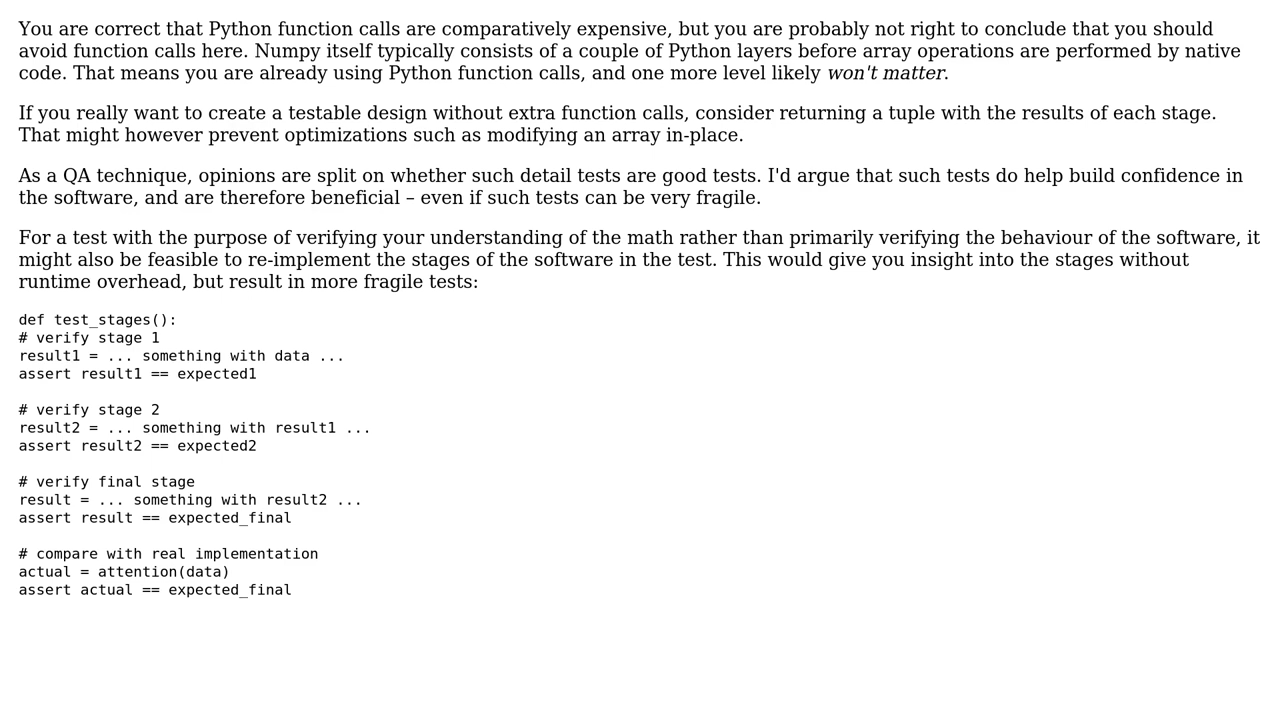 You are correct that Python function calls are comparatively expensive, but you are probably not right to conclude that you should
avoid function calls here. Numpy itself typically consists of a couple of Python layers before array operations are performed by native
code. That means you are already using Python function calls, and one more level likely won't matter.
If you really want to create a testable design without extra function calls, consider returning a tuple with the results of each stage.
That might however prevent optimizations such as modifying an array in-place.
As a QA technique, opinions are split on whether such detail tests are good tests. I'd argue that such tests do help build confidence in
the software, and are therefore beneficial – even if such tests can be very fragile.
For a test with the purpose of verifying your understanding of the math rather than primarily verifying the behaviour of the software, it
might also be feasible to re-implement the stages of the software in the test. This would give you insight into the stages without
runtime overhead, but result in more fragile tests:
def test_stages():
# verify stage 1
result1 = ... something with data ...
assert result1 == expected1
# verify stage 2
result2 = ... something with result1 ...
assert result2 == expected2
# verify final stage
result = ... something with result2 ...
assert result == expected_final
# compare with real implementation
actual = attention(data)
assert actual == expected_final